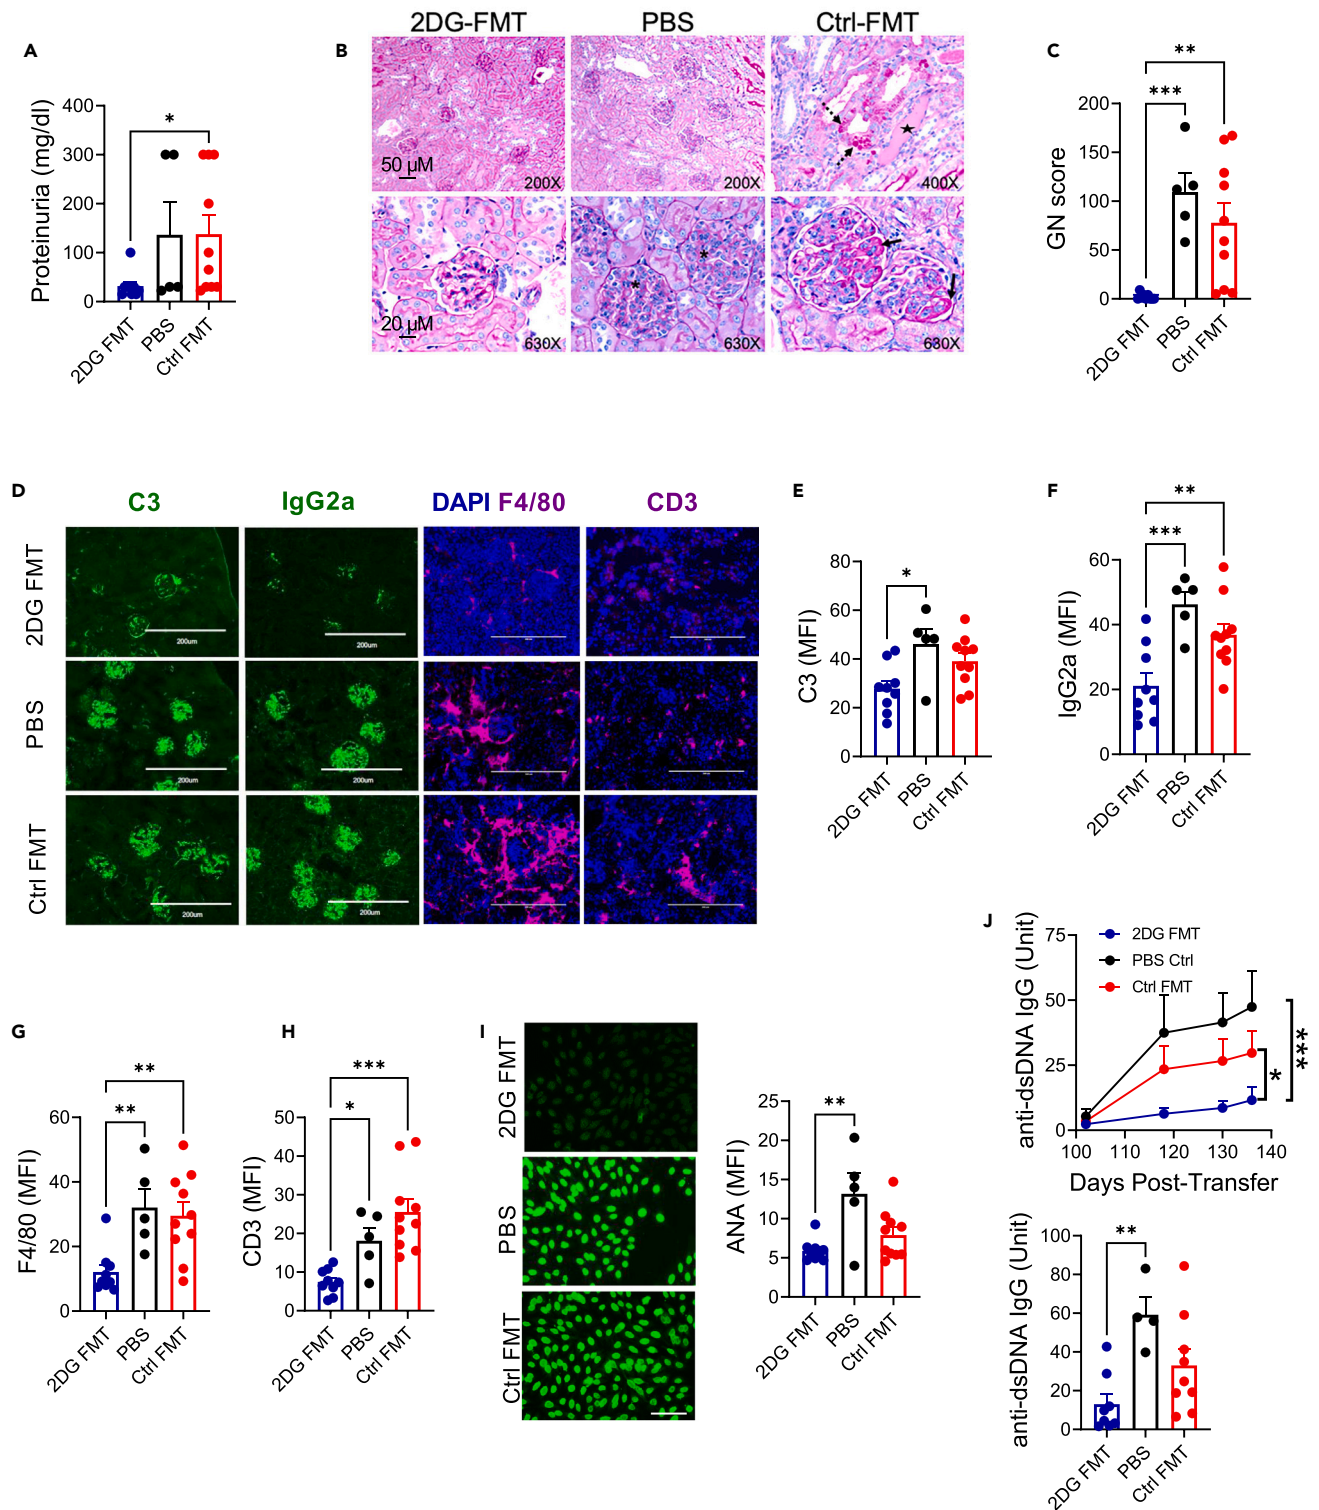 A
Proteinuria (mg/dl)
400
300
200
100
0
*
2DG FMT
PBS
Ctrl FMT
B
2DG-FMT
PBS
Ctrl-FMT
50 µM
200X
200X
★
400X
20 µM
630X
*
*
630X
630X
C
GN score
200
150
100
50
0
**
***
2DG FMT
PBS
Ctrl FMT
D
C3
IgG2a
DAPI F4/80
CD3
2DG FMT
200um
200um
PBS
200um
200um
Ctrl FMT
200um
200um
E
C3 (MFI)
80
60
40
20
0
*
2DG FMT
PBS
Ctrl FMT
F
IgG2a (MFI)
60
40
20
0
**
***
2DG FMT
PBS
Ctrl FMT
G
F4/80 (MFI)
60
40
20
0
**
**
2DG FMT
PBS
Ctrl FMT
H
CD3 (MFI)
50
40
30
20
10
0
***
*
2DG FMT
PBS
Ctrl FMT
I
2DG FMT
PBS
Ctrl FMT
ANA (MFI)
25
20
15
10
5
0
**
2DG FMT
PBS
Ctrl FMT
J
anti-dsDNA IgG (Unit)
75
50
25
0
2DG FMT
PBS Ctrl
Ctrl FMT
*
***
100
110
120
130
140
Days Post-Transfer
anti-dsDNA IgG (Unit)
100
80
60
40
20
0
**
2DG FMT
PBS
Ctrl FMT